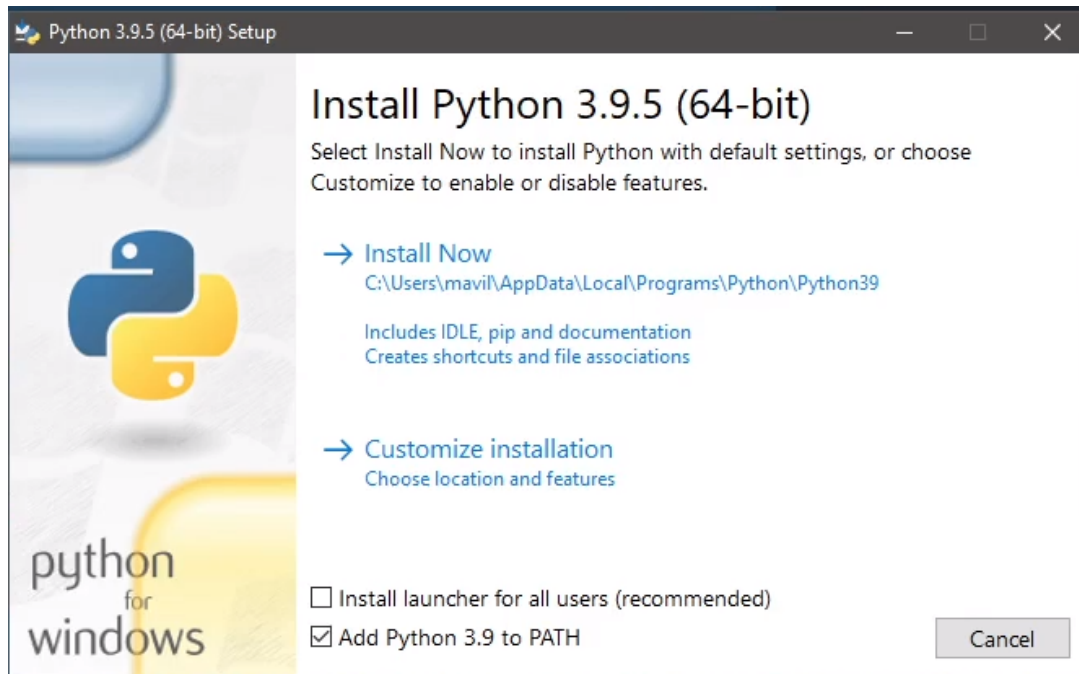 Python 3.9.5 (64-bit) Setup
Install Python 3.9.5 (64-bit)
Select Install Now to install Python with default settings, or choose
Customize to enable or disable features.
Install Now
C:\Users\mavil\AppData\Local\Programs\Python\Python39
Includes IDLE, pip and documentation
Creates shortcuts and file associations
Customize installation
Choose location and features
python
for
windows
Install launcher for all users (recommended)
Add Python 3.9 to PATH
Cancel